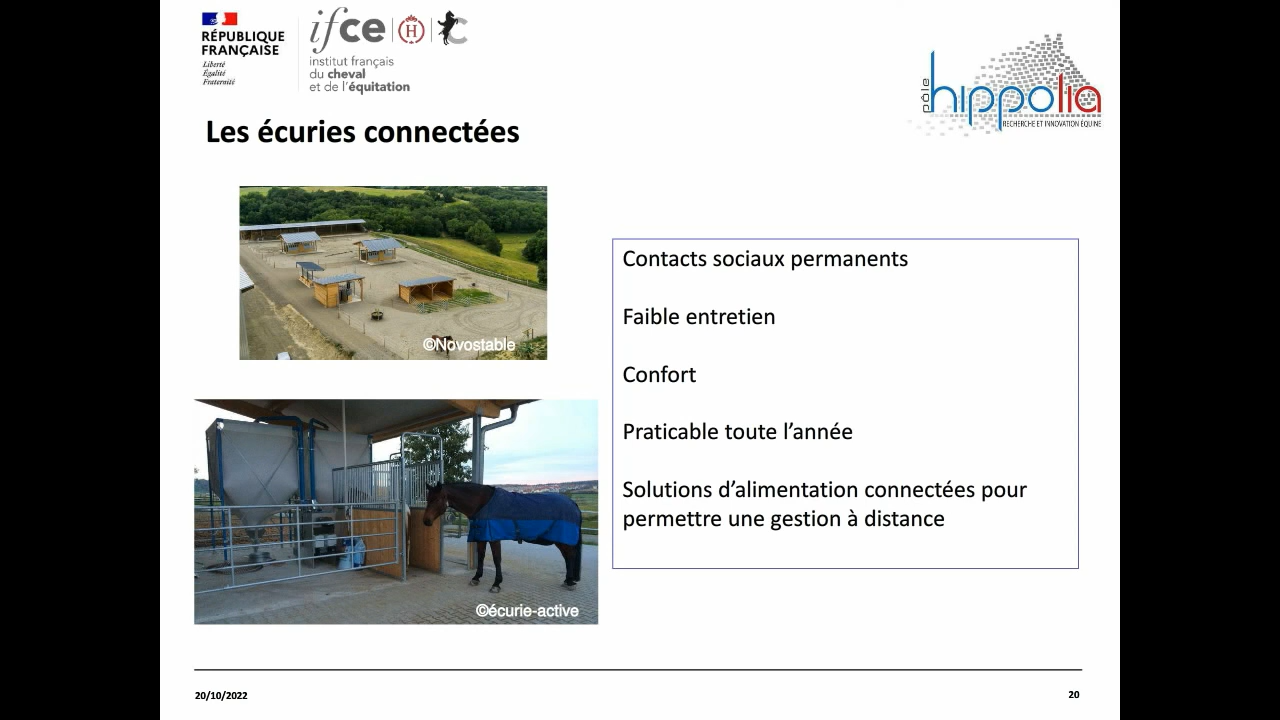 RÉPUBLIQUE
FRANÇAISE
Liberté
Égalité
Fraternité
ifce
H
institut français
du cheval
et de l'équitation
pôle
hippolia
RECHERCHE ET INNOVATION ÉQUINE
Les écuries connectées
©Novostable
Contacts sociaux permanents
Faible entretien
Confort
Praticable toute l’année
Solutions d’alimentation connectées pour
permettre une gestion à distance
©écurie-active
20/10/2022
20